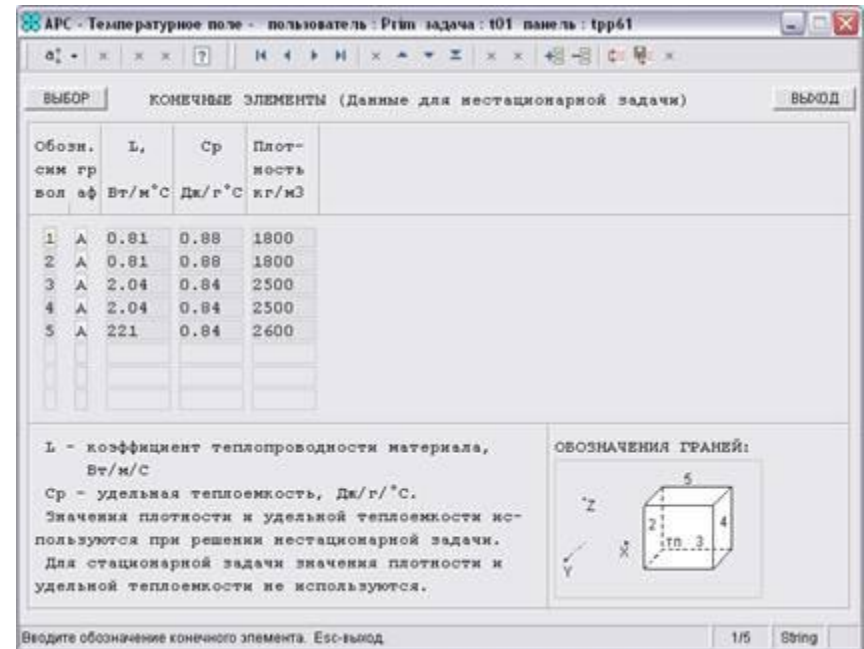 АРС - Температурное поле - пользователь : Prim задача : t01 панель : tpp61
ВЫБОР
КОНЕЧНЫЕ ЭЛЕМЕНТЫ (Данные для нестационарной задачи)
ВЫХОД
Обозн. L, Cp Плот-
сим гр ность
вол аф Вт/м°С Дж/г°С кг/м3
1 A 0.81 0.88 1800
2 A 0.81 0.88 1800
3 A 2.04 0.84 2500
4 A 2.04 0.84 2500
5 A 221 0.84 2600
L - коэффициент теплопроводности материала,
Вт/м/С
Cp - удельная теплоемкость, Дж/г/°С.
Значения плотности и удельной теплоемкости ис-
пользуются при решении нестационарной задачи.
Для стационарной задачи значения плотности и
удельной теплоемкости не используются.
ОБОЗНАЧЕНИЯ ГРАНЕЙ:
5
Z
2
4
X
тп
3
Y
Вводите обозначение конечного элемента. Esc-выход.
1/5
String